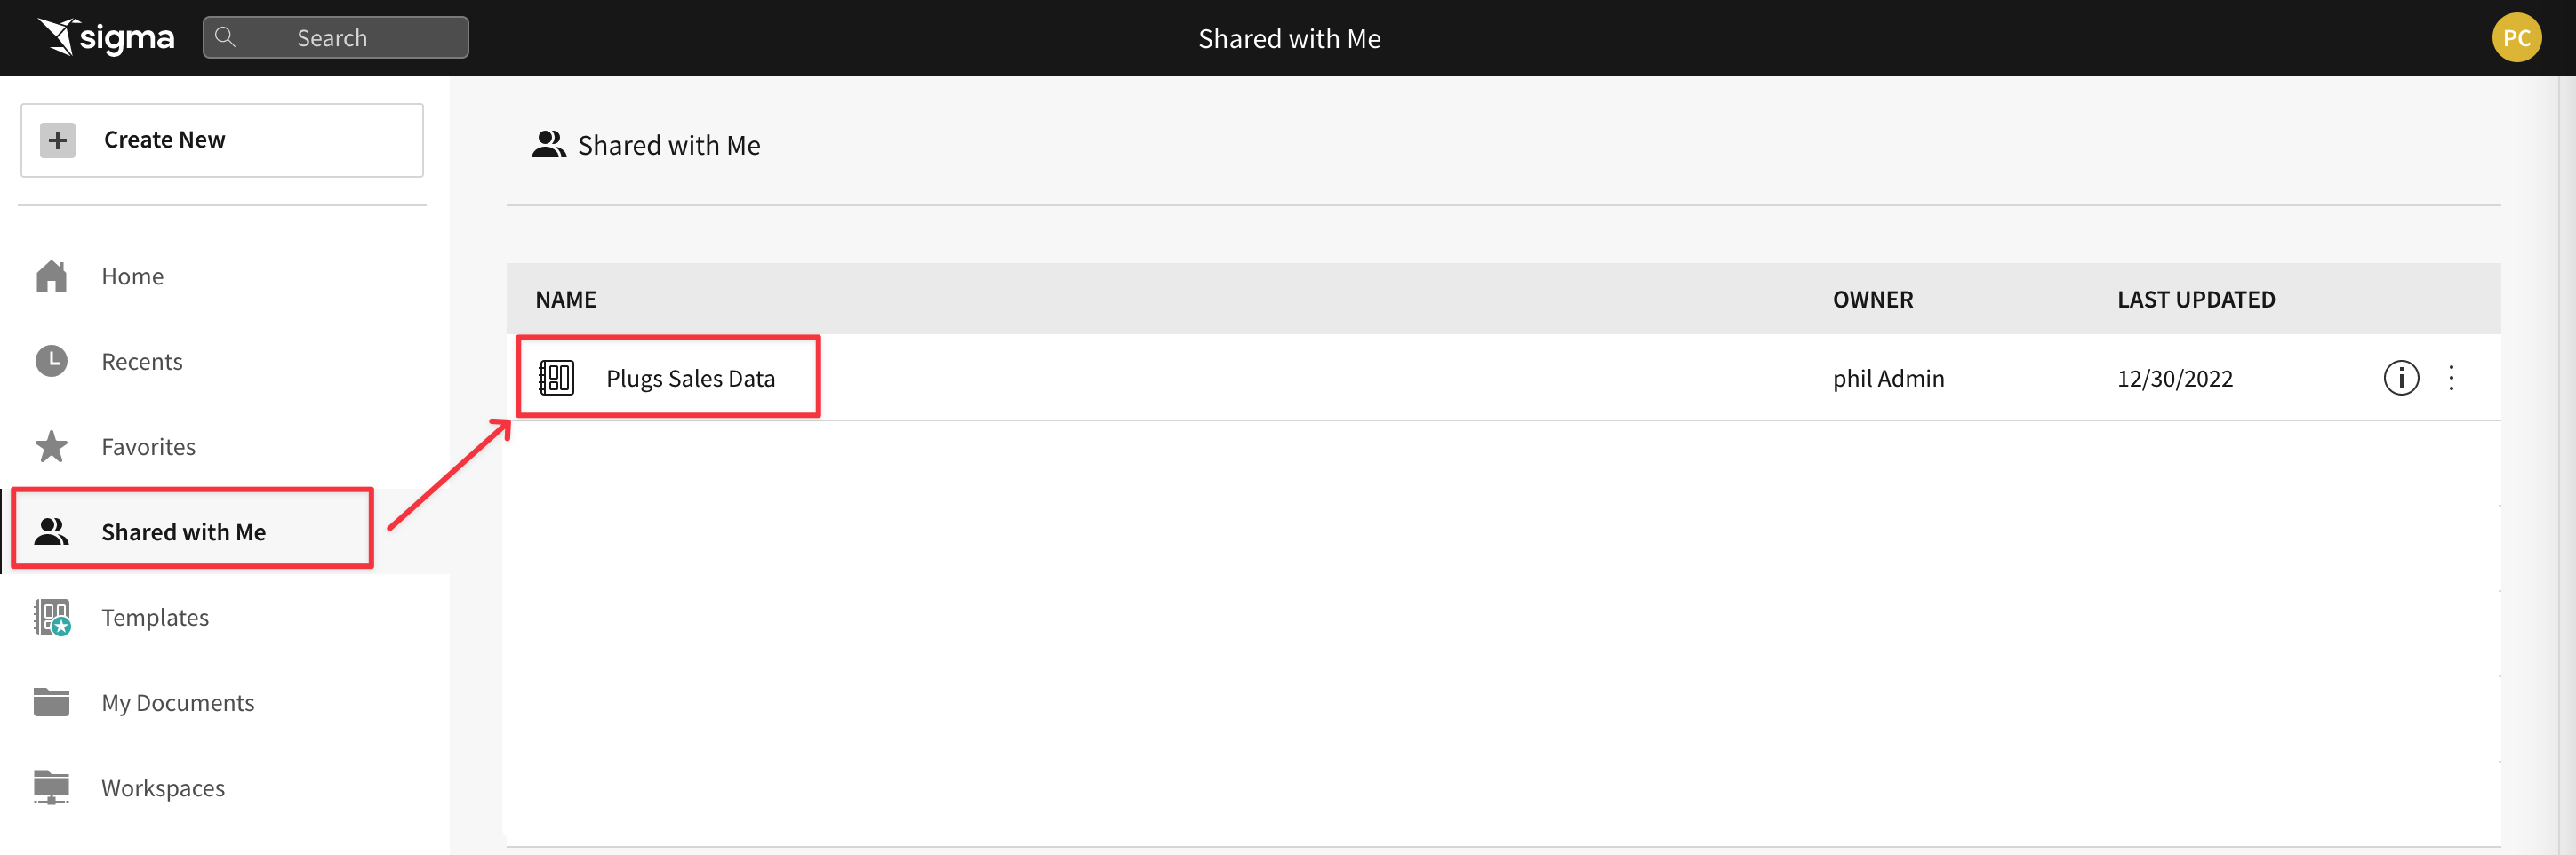 sigma
Search
Shared with Me
PC
Create New
Home
Recents
Favorites
Shared with Me
Templates
My Documents
Workspaces
Shared with Me
NAME OWNER LAST UPDATED
Plugs Sales Data phil Admin 12/30/2022